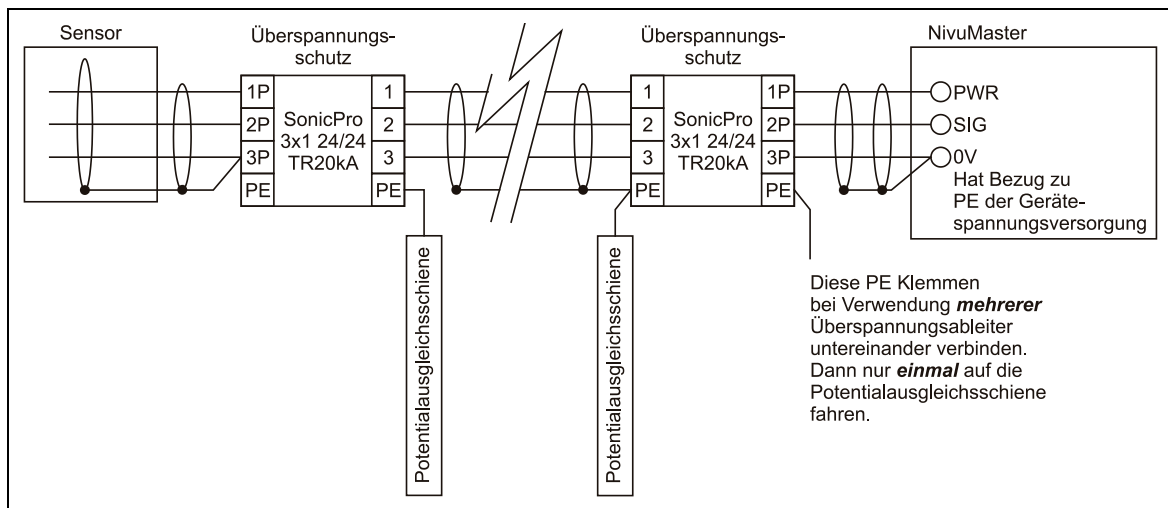 Sensor
Überspannungs-
schutz
1P
2P
3P
PE
SonicPro
3x1 24/24
TR20kA
1
2
3
PE
Potentialausgleichsschiene
Überspannungs-
schutz
1
2
3
PE
SonicPro
3x1 24/24
TR20kA
1P
2P
3P
PE
Potentialausgleichsschiene
NivuMaster
PWR
SIG
0V
Hat Bezug zu
PE der Geräte-
spannungsversorgung
Diese PE Klemmen
bei Verwendung mehrerer
Überspannungsableiter
untereinander verbinden.
Dann nur einmal auf die
Potentialausgleichsschiene
fahren.